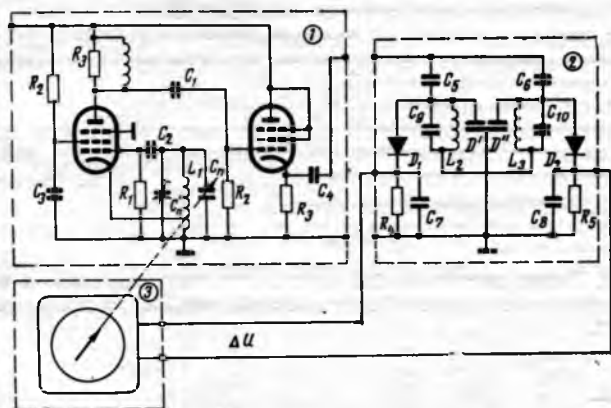 ①
②
R₃
C₁
R₂
C₂
C₃
R₁
Cₙ
L₁
Cₙ
R₂
R₃
C₄
C₅
C₆
C₉
D'
D"
C₁₀
D₁
L₂
L₃
R₄
C₇
C₈
R₅
③
ΔU